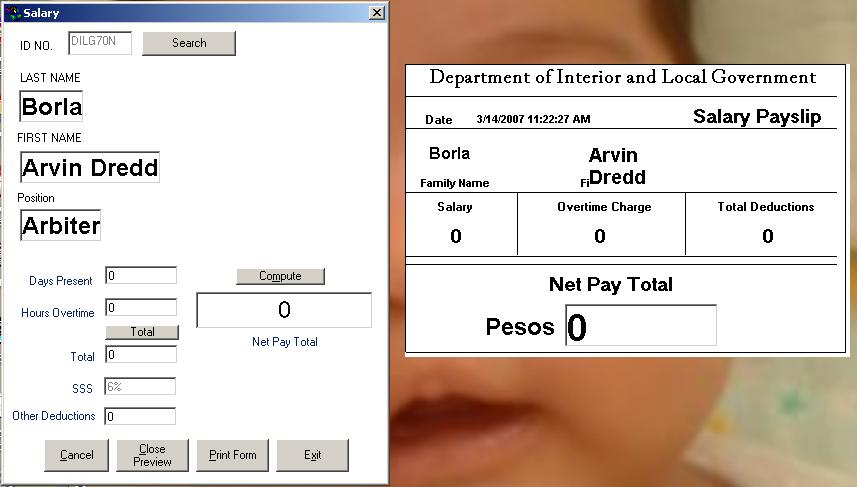 Salary
ID NO. DILG70N Search
LAST NAME
Borla
FIRST NAME
Arvin Dredd
Position
Arbiter
Days Present 0
Hours Overtime 0
Total
Total 0
SSS 6%
Other Deductions 0
Compute
0
Net Pay Total
Cancel Close Preview Print Form Exit
Department of Interior and Local Government
Date 3/14/2007 11:22:27 AM Salary Payslip
Borla Arvin
Family Name Fi Dredd
Salary Overtime Charge Total Deductions
0 0 0
Net Pay Total
Pesos 0